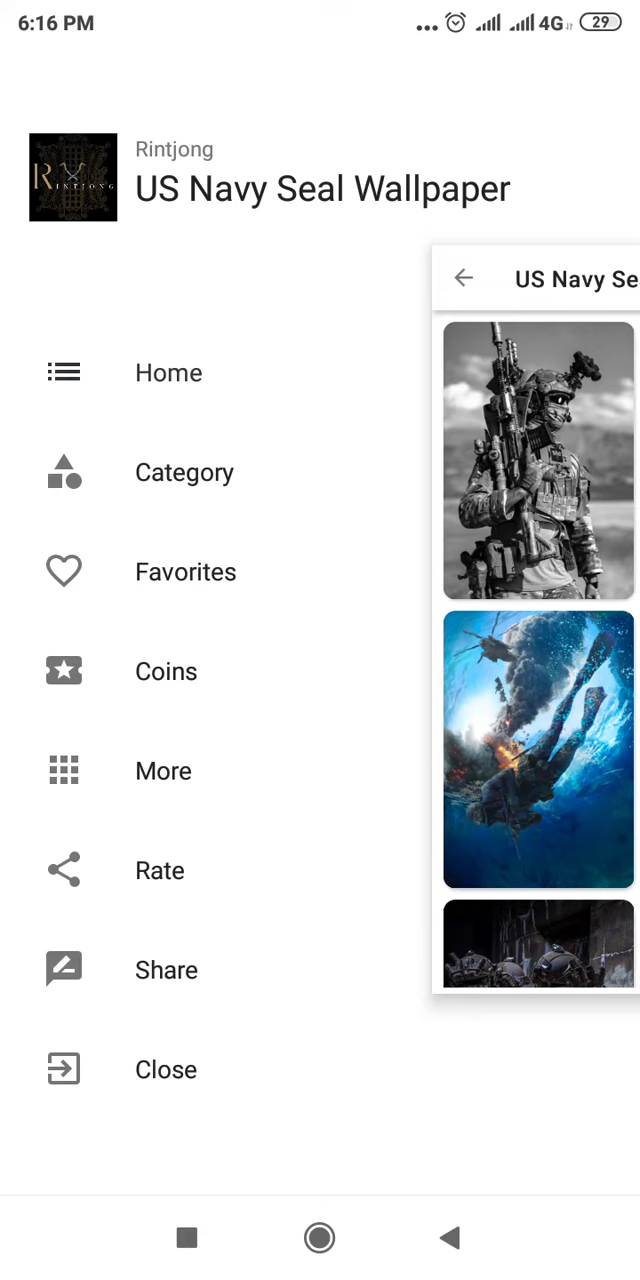 6:16 PM
4G
29
Rintjong
RINTJONG
US Navy Seal Wallpaper
US Navy Se
Home
Category
Favorites
Coins
More
Rate
Share
Close